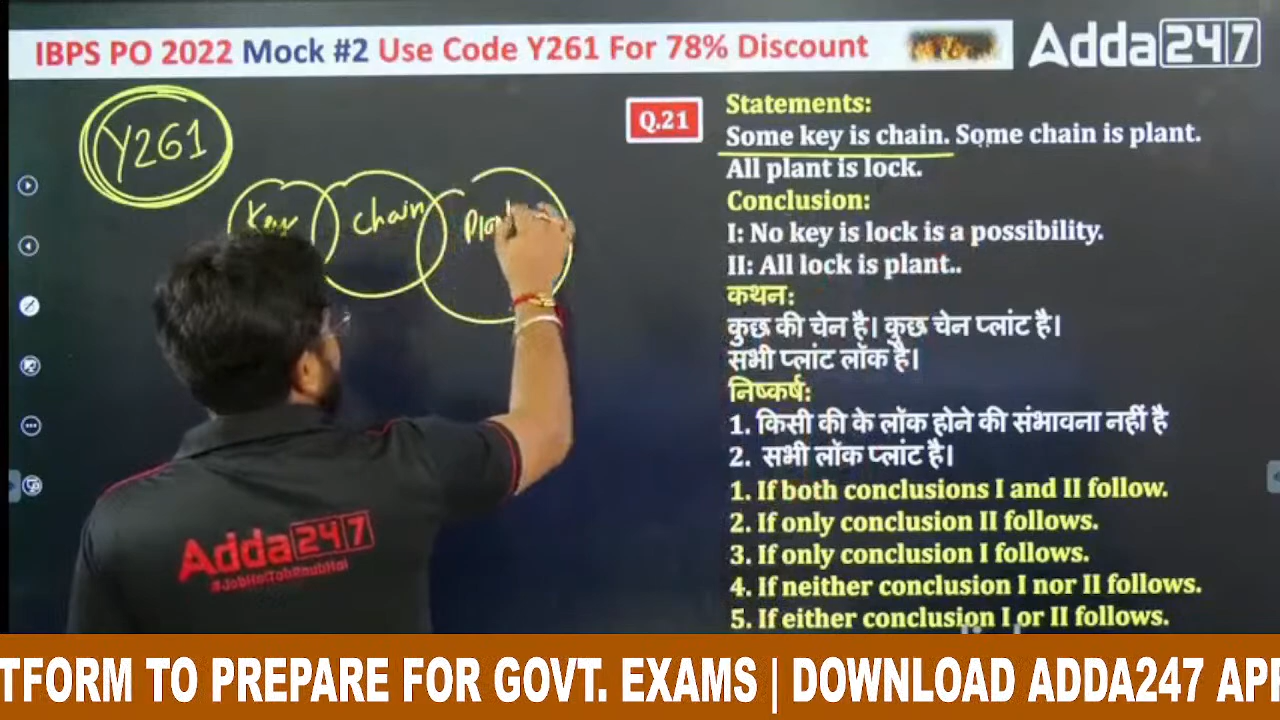 IBPS PO 2022 Mock #2 Use Code Y261 For 78% Discount
Adda247
Y261
Key
Chain
Q.21
Statements:
Some key is chain. Some chain is plant.
All plant is lock.
Conclusion:
I: No key is lock is a possibility.
II: All lock is plant..
कथन:
कुछ की चेन है। कुछ चेन प्लांट है।
सभी प्लांट लॉक है।
निष्कर्ष:
1. किसी की के लॉक होने की संभावना नहीं है
2. सभी लॉक प्लांट है।
1. If both conclusions I and II follow.
2. If only conclusion II follows.
3. If only conclusion I follows.
4. If neither conclusion I nor II follows.
5. If either conclusion I or II follows.
Adda247
TFORM TO PREPARE FOR GOVT. EXAMS | DOWNLOAD ADDA247 APP